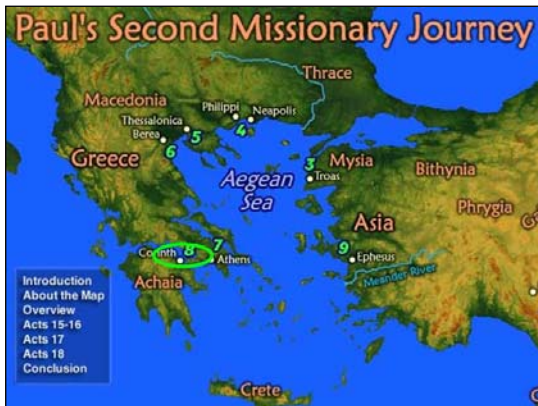 Paul's Second Missionary Journey
Thrace
Macedonia
Philippi
Neapolis
Thessalonica
4
Berea
5
6
Greece
3
Mysia
Bithynia
Troas
Aegean
Sea
Phrygia
Asia
7
8
9
Corinth
Athens
Ephesus
Meander River
Achaia
Introduction
About the Map
Overview
Acts 15-16
Acts 17
Acts 18
Conclusion
Crete